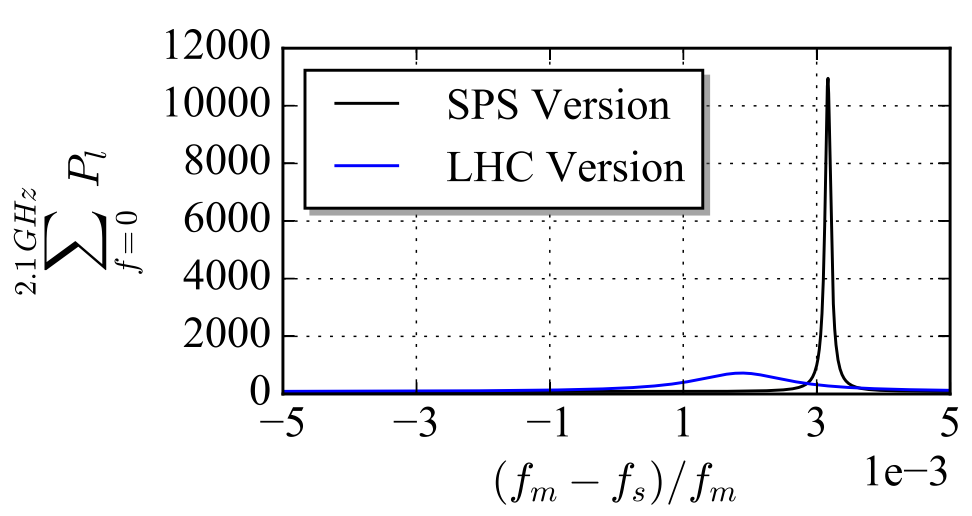 12000
10000
8000
6000
4000
2000
0
−5 −3 −1 1 3 5
1e−3
(f_m − f_s)/f_m
2.1GHz
∑ P_l
f=0
SPS Version
LHC Version